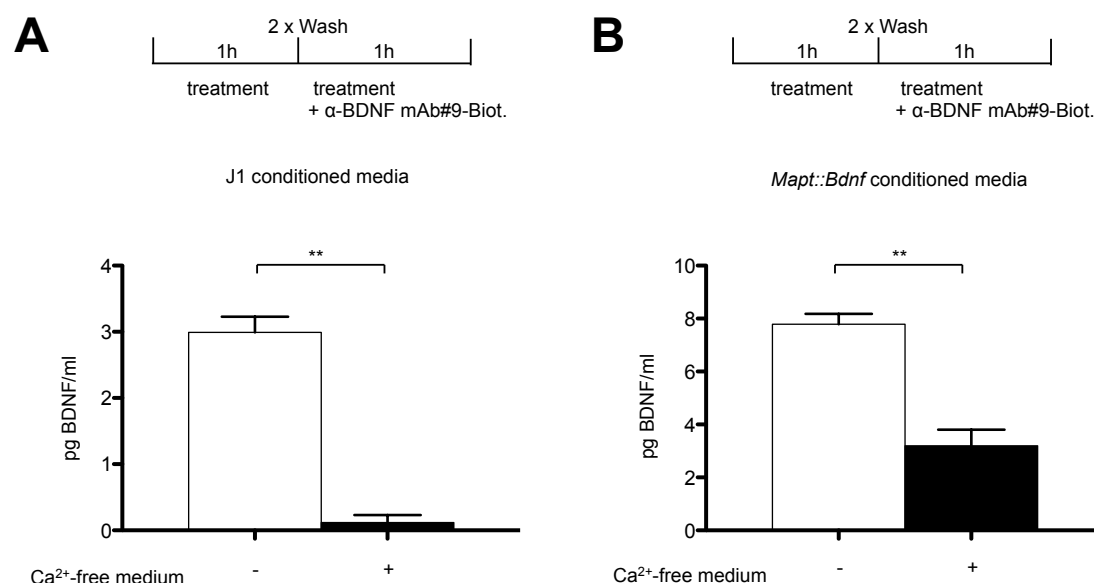 A
2 x Wash
1h 1h
treatment treatment
+ α-BDNF mAb#9-Biot.
J1 conditioned media
**
pg BDNF/ml
4
3
2
1
0
Ca²⁺-free medium - +
B
2 x Wash
1h 1h
treatment treatment
+ α-BDNF mAb#9-Biot.
Mapt::Bdnf conditioned media
**
pg BDNF/ml
10
8
6
4
2
0
Ca²⁺-free medium - +